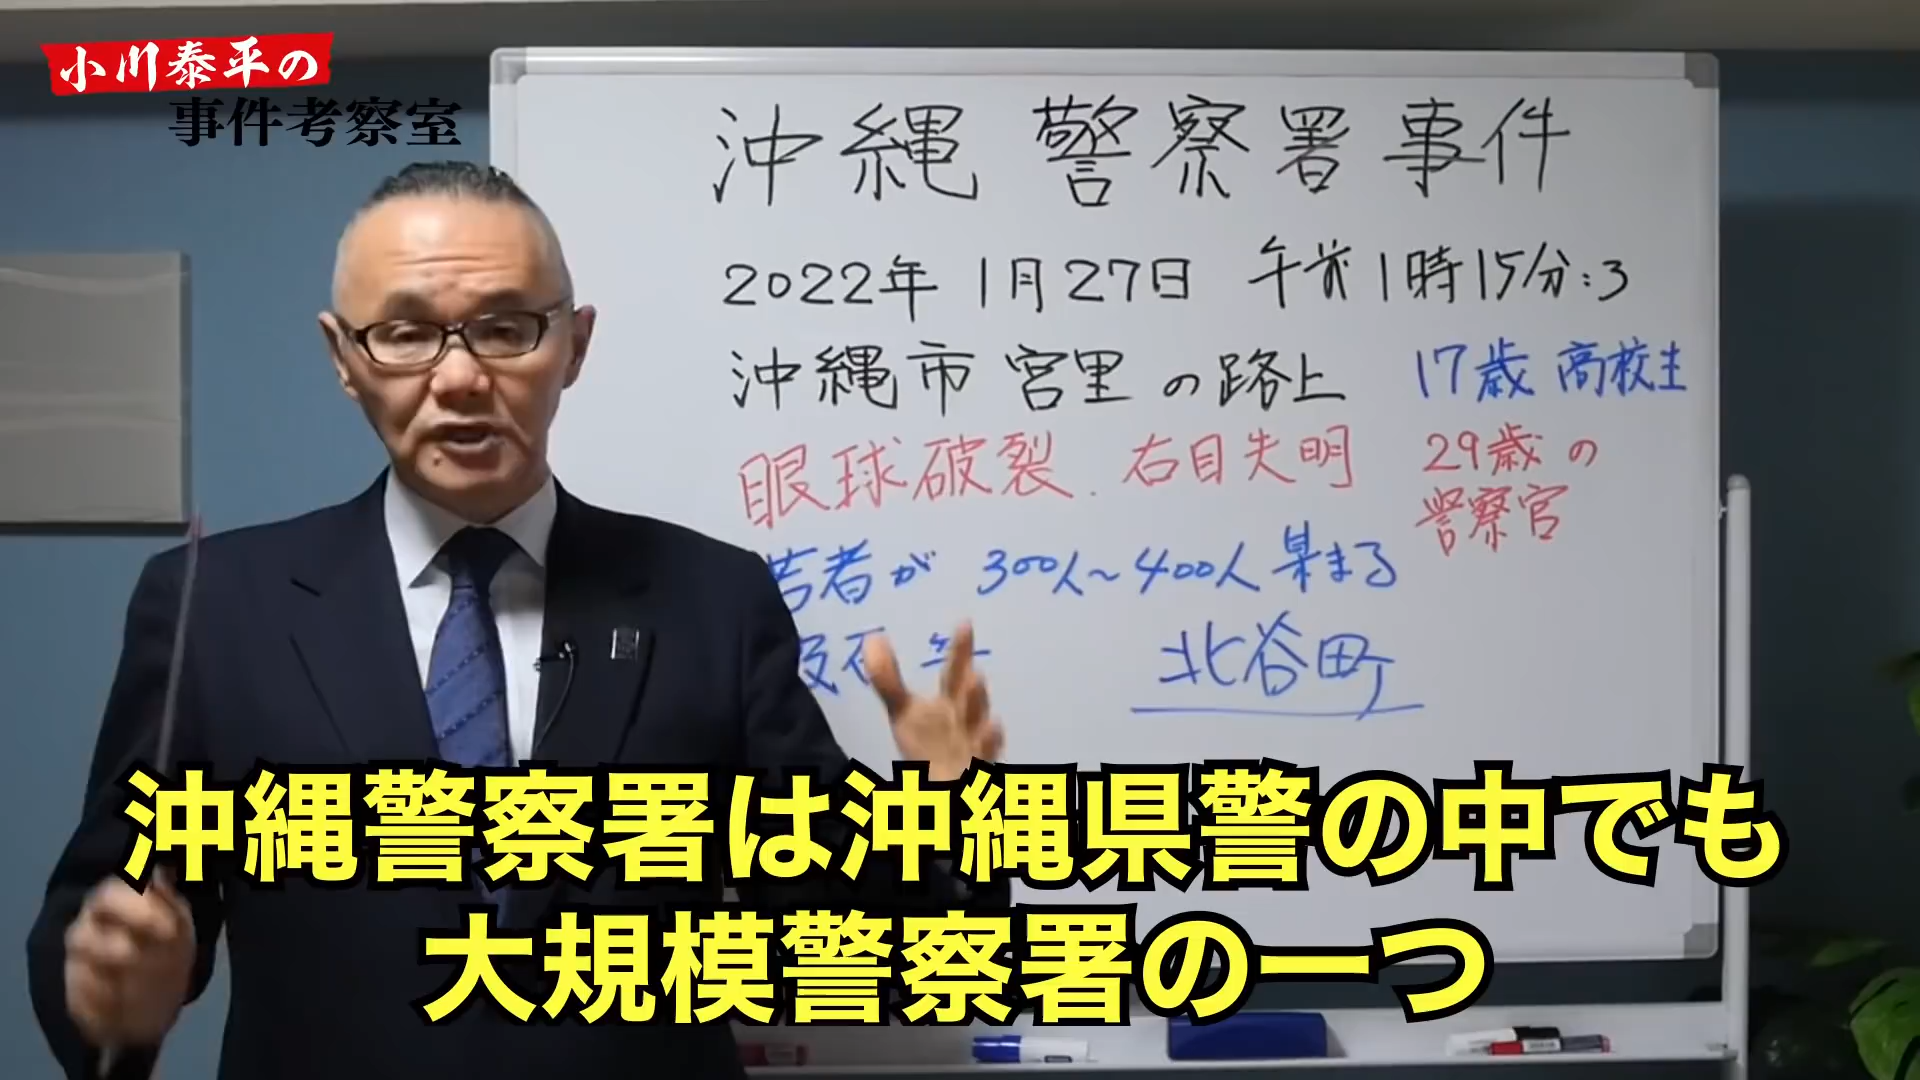 小川泰平の
事件考察室
沖縄警察署事件
2022年1月27日 午前1時15分:3
沖縄市宮里の路上 17歳高校生
眼球破裂.右目失明 29歳の
警察官
若者が 300人~400人集まる
北谷町
沖縄警察署は沖縄県警の中でも
大規模警察署の一つ